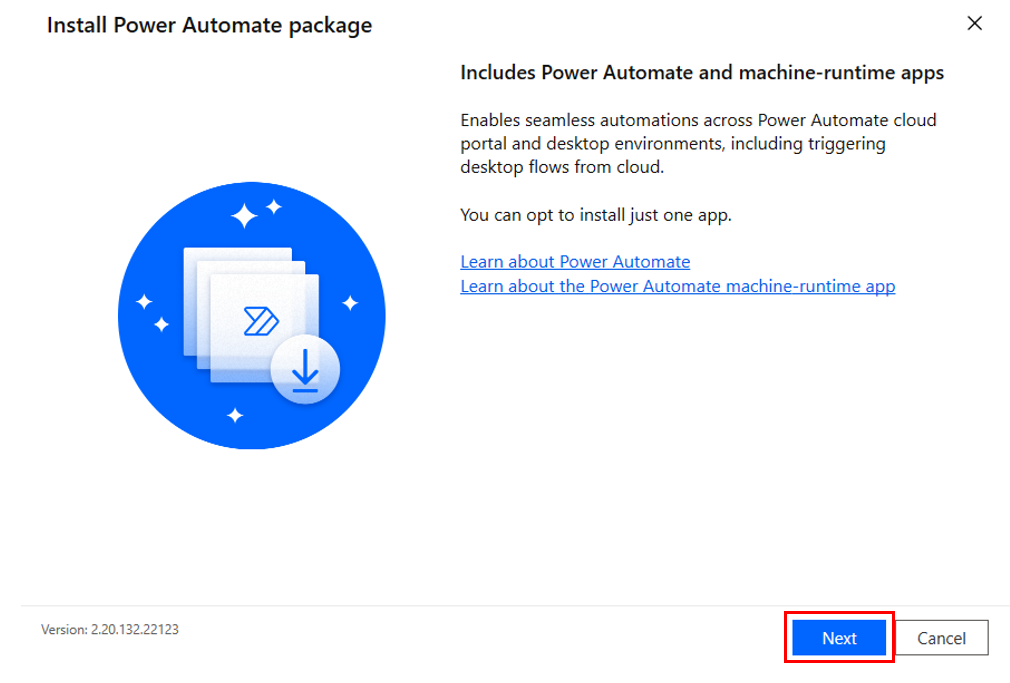 Install Power Automate package
Includes Power Automate and machine-runtime apps
Enables seamless automations across Power Automate cloud
portal and desktop environments, including triggering
desktop flows from cloud.
You can opt to install just one app.
Learn about Power Automate
Learn about the Power Automate machine-runtime app
Version: 2.20.132.22123
Next
Cancel